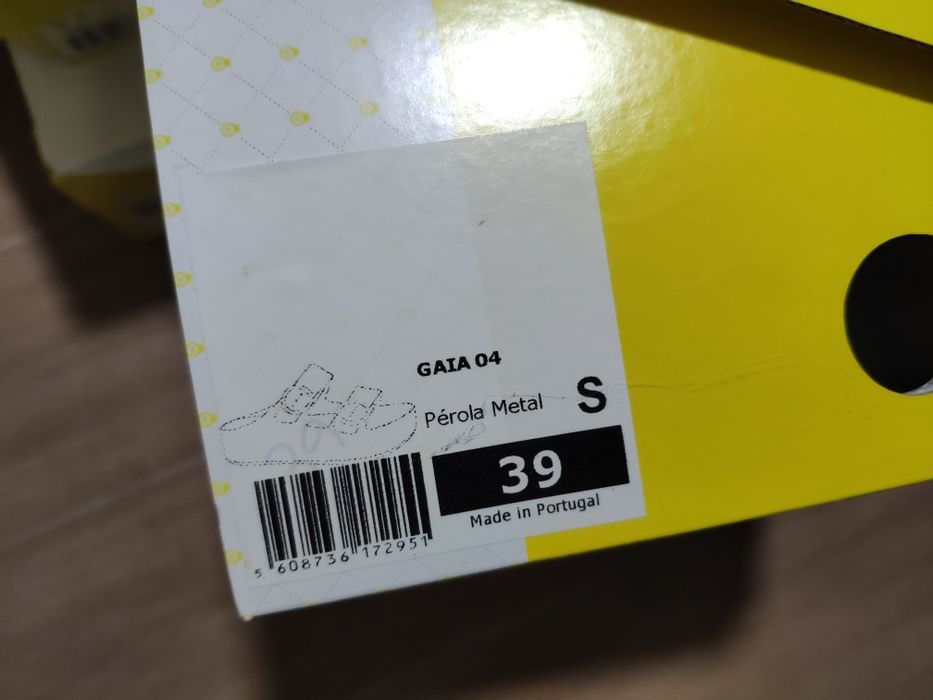 GAIA 04
Pérola Metal S
39
Made in Portugal
5 608736 172951